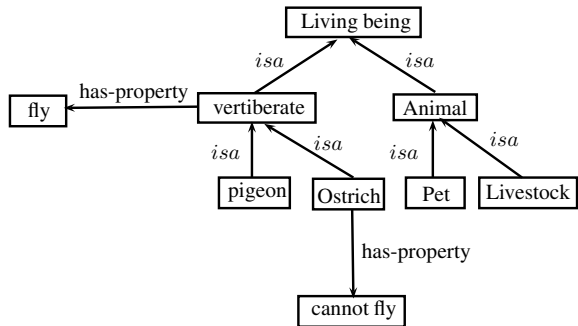 Living being
isa
isa
has-property
fly
vertiberate
Animal
isa
isa
isa
isa
pigeon
Ostrich
Pet
Livestock
has-property
cannot fly